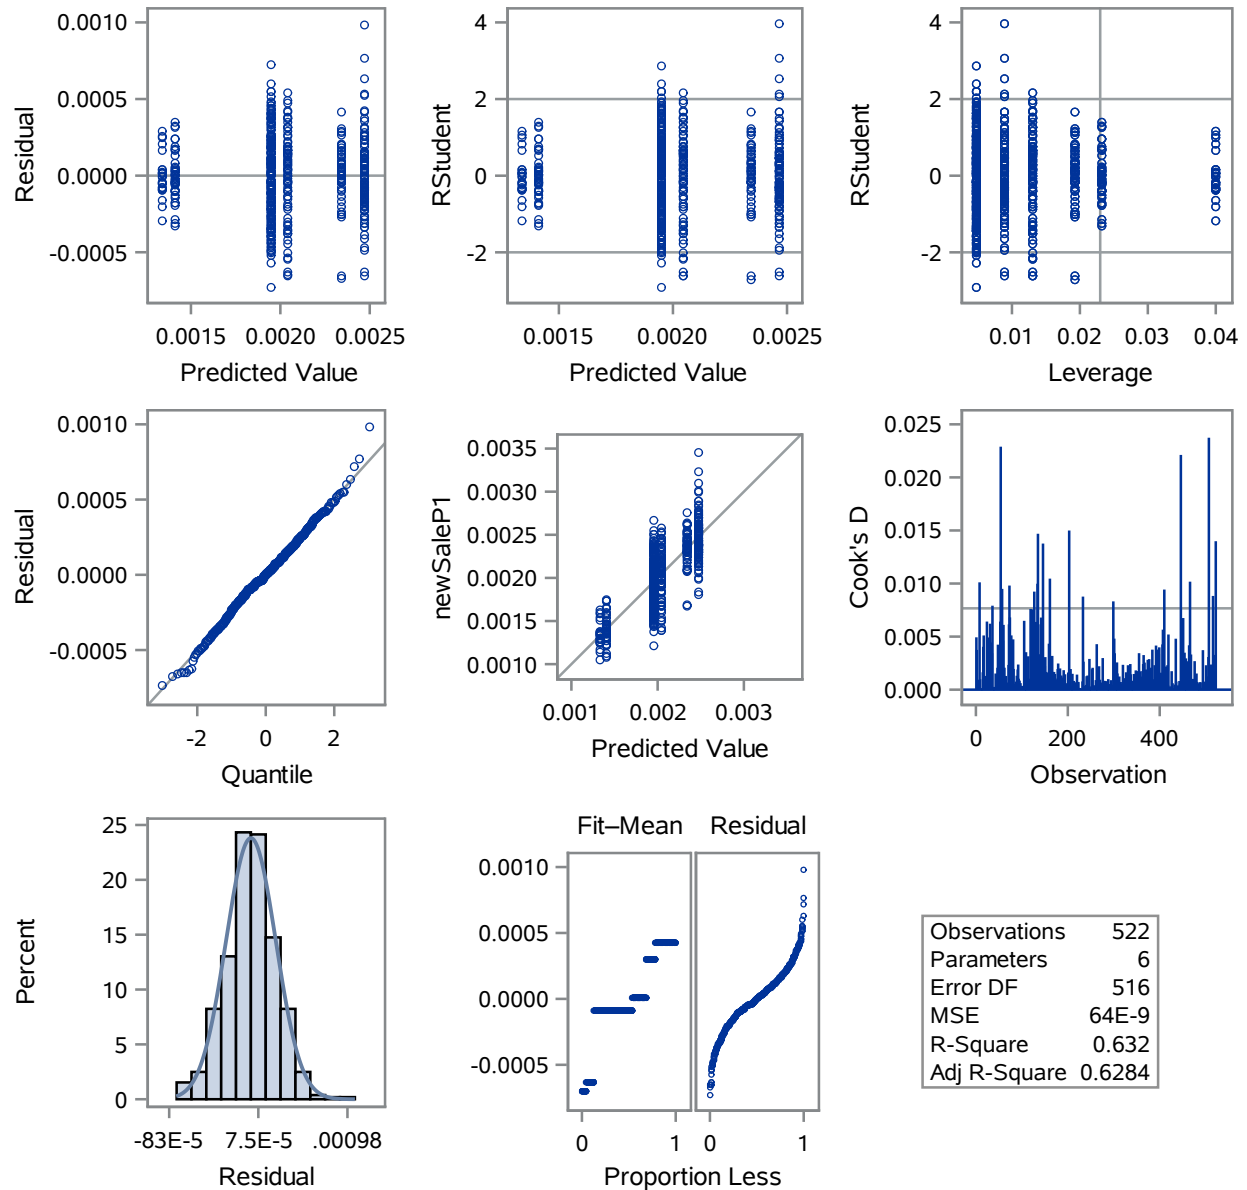 0.0010
0.0005
0.0000
-0.0005
Residual
0.0015 0.0020 0.0025
Predicted Value
4
2
0
-2
RStudent
0.0015 0.0020 0.0025
Predicted Value
4
2
0
-2
RStudent
0.01 0.02 0.03 0.04
Leverage
0.0010
0.0005
0.0000
-0.0005
Residual
-2 0 2
Quantile
0.0035
0.0030
0.0025
0.0020
0.0015
0.0010
newSaleP1
0.001 0.002 0.003
Predicted Value
0.025
0.020
0.015
0.010
0.005
0.000
Cook's D
0 200 400
Observation
25
20
15
10
5
0
Percent
-83E-5 7.5E-5 .00098
Residual
Fit–Mean Residual
0.0010
0.0005
0.0000
-0.0005
0 1 0 1
Proportion Less
Observations 522
Parameters 6
Error DF 516
MSE 64E-9
R-Square 0.632
Adj R-Square 0.6284